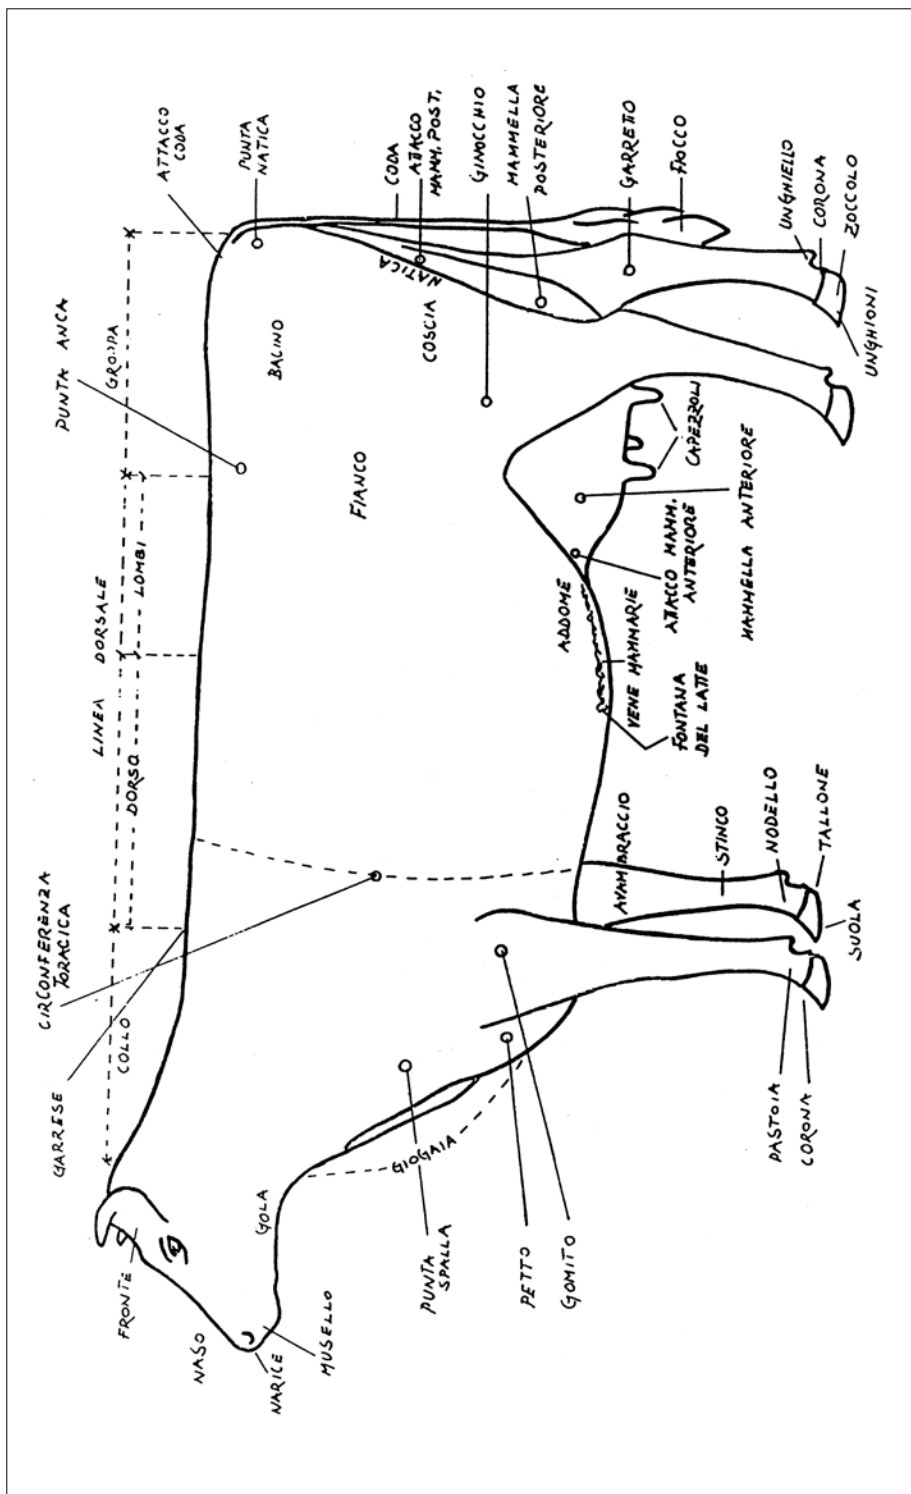 ATTACCO
CODA
PUNTA
NATICA
CODA
ATTACCO
MAMM. POST.
GINOCCHIO
MAMMELLA
POSTERIORE
GARRETO
FIOCCO
UNGHIELLO
CORONA
ZOCCOLO
UNGHIONI
PUNTA ANCA
GROPPA
BACINO
NATICA
COSCIA
FIANCO
CAPEZZOLI
MAMMELLA ANTERIORE
ATTACCO MAMM.
ANTERIORE
ADDOME
VENE MAMMARIE
FONTANA
DEL LATTE
LINEA DORSALE
LOMBI
DORSO
CIRCONFERENZA
TORACICA
GARRESE
COLLO
AVAMBRACCIO
STINCO
NODELLO
TALLONE
SUOLA
PASTOIA
CORONA
GIOGAIA
GOLA
PUNTA
SPALLA
PETTO
GOMITO
FRONTE
NASO
NARICE
MUSELLO